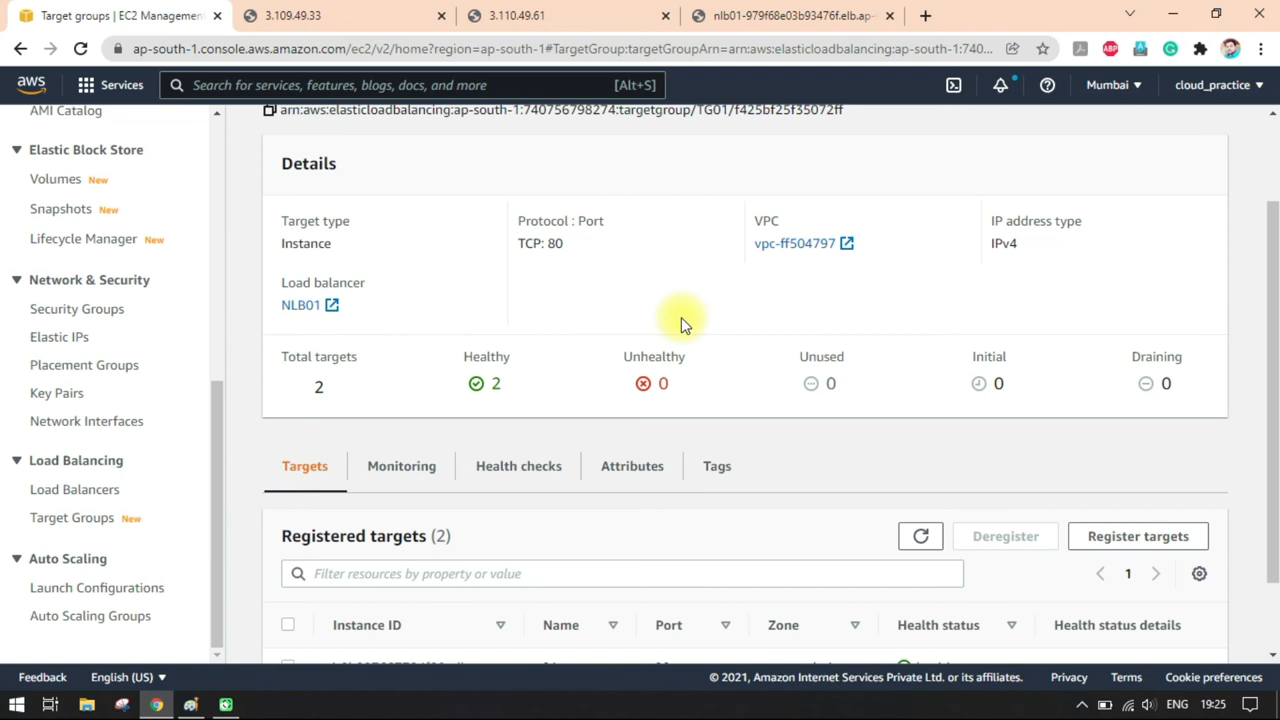 Target groups | EC2 Management
3.109.49.33
3.110.49.61
nlb01-979f68e03b93476f.elb.ap-
ap-south-1.console.aws.amazon.com/ec2/v2/home?region=ap-south-1#TargetGroup:targetGroupArn=arn:aws:elasticloadbalancing:ap-south-1:740...
ABP
aws
Services
Search for services, features, blogs, docs, and more
[Alt+S]
Mumbai
cloud_practice
AMI Catalog
Elastic Block Store
Volumes New
Snapshots New
Lifecycle Manager New
Network & Security
Security Groups
Elastic IPs
Placement Groups
Key Pairs
Network Interfaces
Load Balancing
Load Balancers
Target Groups New
Auto Scaling
Launch Configurations
Auto Scaling Groups
arn:aws:elasticloadbalancing:ap-south-1:740756798274:targetgroup/TG01/f425bf25f35072ff
Details
Target type
Instance
Protocol : Port
TCP: 80
VPC
vpc-ff504797
IP address type
IPv4
Load balancer
NLB01
Total targets
2
Healthy
2
Unhealthy
0
Unused
0
Initial
0
Draining
0
Targets
Monitoring
Health checks
Attributes
Tags
Registered targets (2)
Deregister
Register targets
Filter resources by property or value
1
Instance ID
Name
Port
Zone
Health status
Health status details
Feedback
English (US)
© 2021, Amazon Internet Services Private Ltd. or its affiliates.
Privacy
Terms
Cookie preferences
ENG
19:25